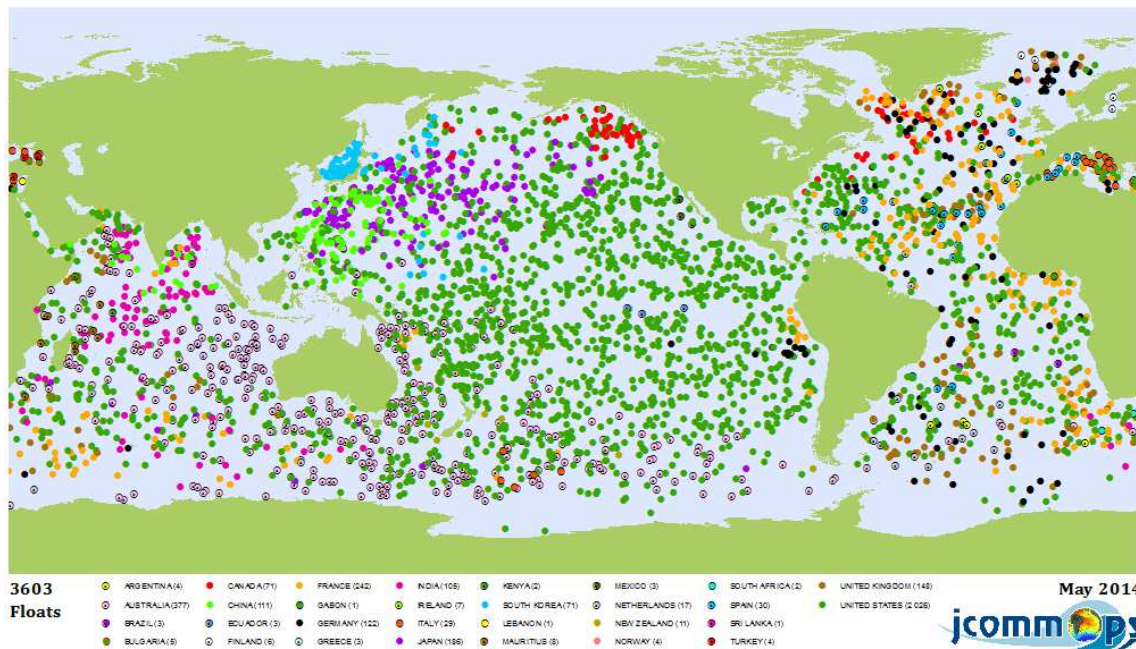 3603 ARGENTINA (4) CANADA (71) FRANCE (242) INDIA (105) KENYA (2) MEXICO (3) SOUTH AFRICA (2) UNITED KINGDOM (148) May 2014
Floats AUSTRALIA (377) CHINA (111) GABON (1) IRELAND (7) SOUTH KOREA (71) NETHERLANDS (17) SPAIN (30) UNITED STATES (2 026)
BRAZIL (3) ECUADOR (3) GERMANY (122) ITALY (29) LEBANON (1) NEW ZEALAND (11) SRI LANKA (1)
BULGARIA (5) FINLAND (6) GREECE (3) JAPAN (186) MAURITIUS (8) NORWAY (4) TURKEY (4)
jcommops